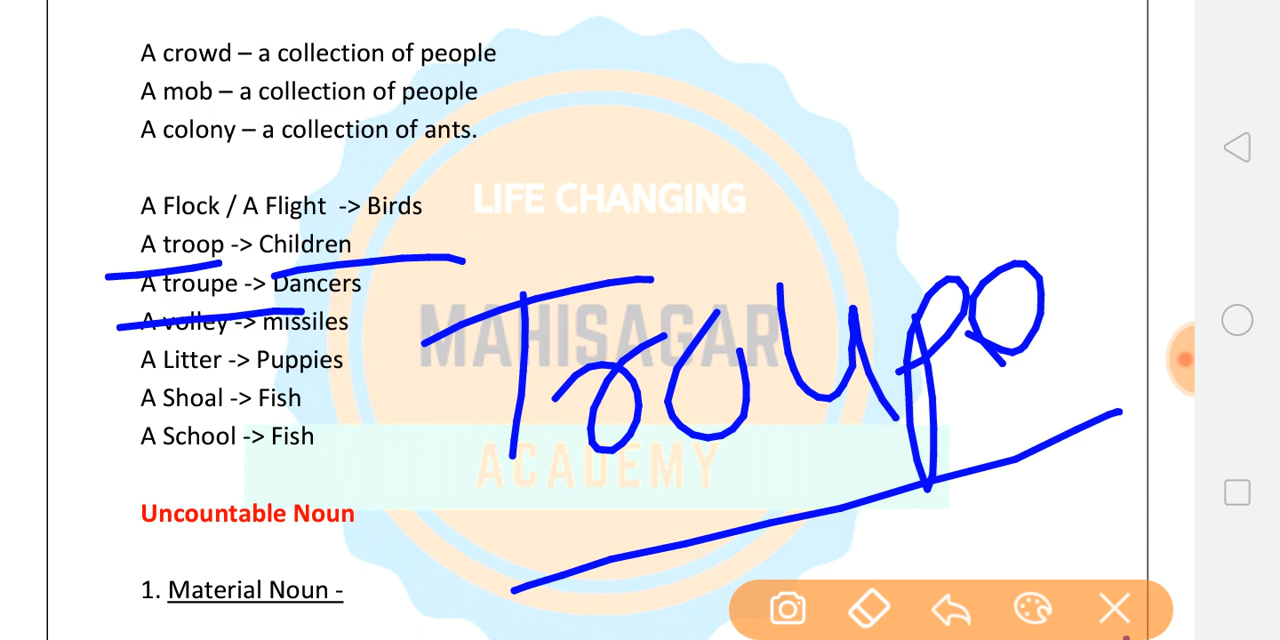 A crowd – a collection of people
A mob – a collection of people
A colony – a collection of ants.
A Flock / A Flight -> Birds
A troop -> Children
A troupe -> Dancers
A volley -> missiles
A Litter -> Puppies
A Shoal -> Fish
A School -> Fish
Uncountable Noun
1. Material Noun -
LIFE CHANGING
MAHISAGAR
ACADEMY
Troupe